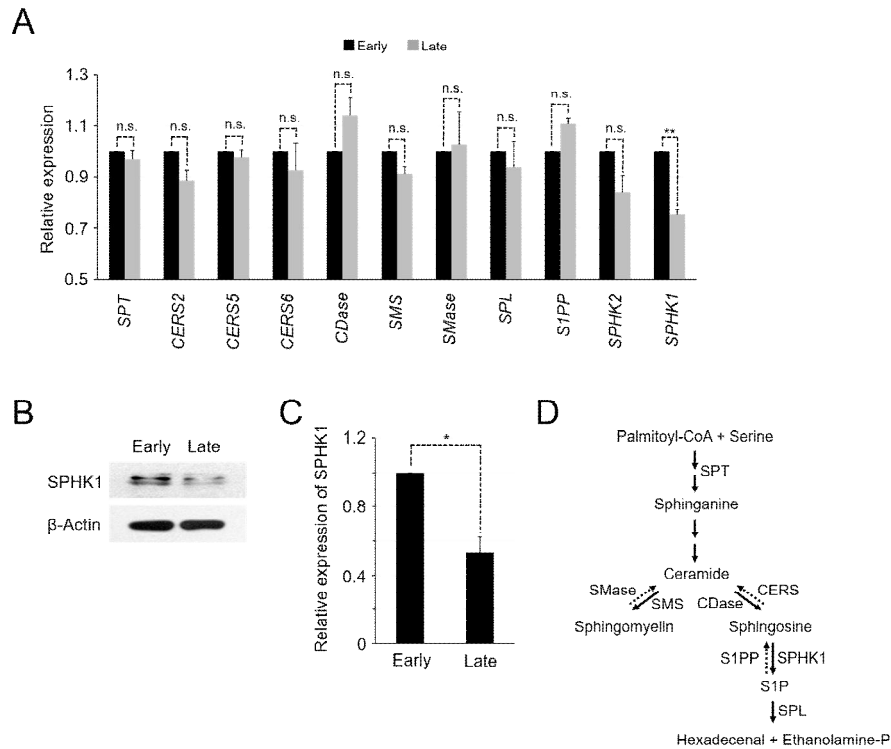 A
Early Late
Relative expression
1.3
1.1
0.9
0.7
0.5
n.s. n.s. n.s. n.s. n.s. n.s. n.s. n.s. n.s. n.s. **
SPT CERS2 CERS5 CERS6 CDase SMS SMase SPL S1PP SPHK2 SPHK1
B
Early Late
SPHK1
β-Actin
C
Relative expression of SPHK1
1.2
0.8
0.4
0
*
Early Late
D
Palmitoyl-CoA + Serine
SPT
Sphinganine
Ceramide
SMase SMS CDase CERS
Sphingomyelin Sphingosine
S1PP SPHK1
S1P
SPL
Hexadecenal + Ethanolamine-P